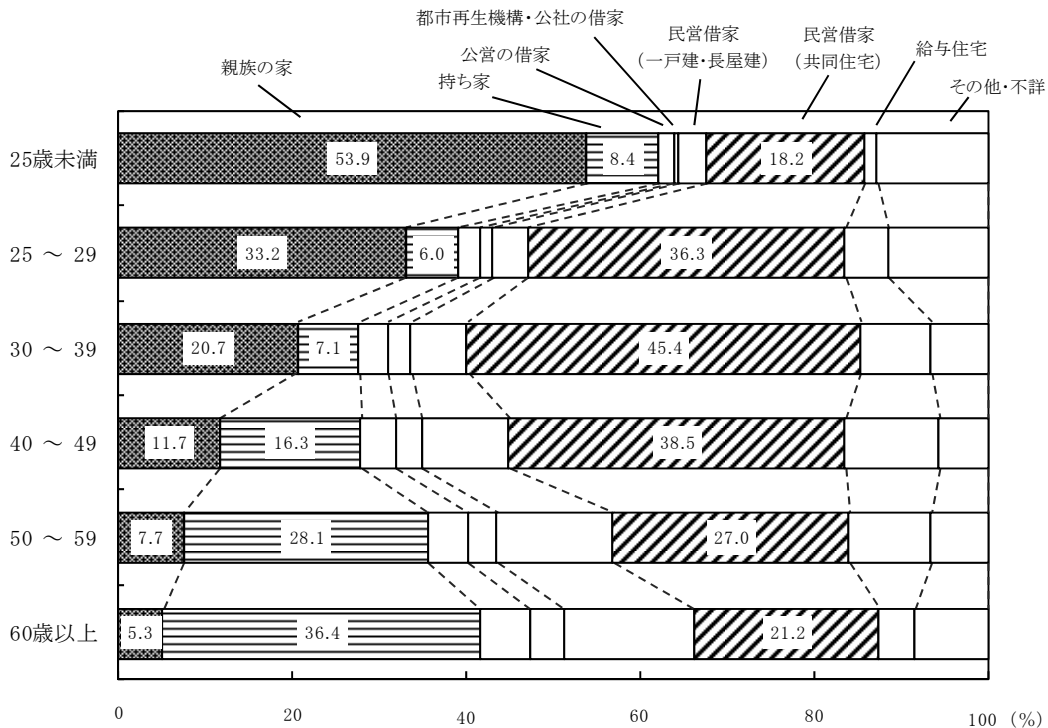 都市再生機構・公社の借家
公営の借家
民営借家
（一戸建・長屋建）
民営借家
（共同住宅）
給与住宅
親族の家
持ち家
その他・不詳
25歳未満
53.9
8.4
18.2
25 ～ 29
33.2
6.0
36.3
30 ～ 39
20.7
7.1
45.4
40 ～ 49
11.7
16.3
38.5
50 ～ 59
7.7
28.1
27.0
60歳以上
5.3
36.4
21.2
0 20 40 60 80 100 (%)